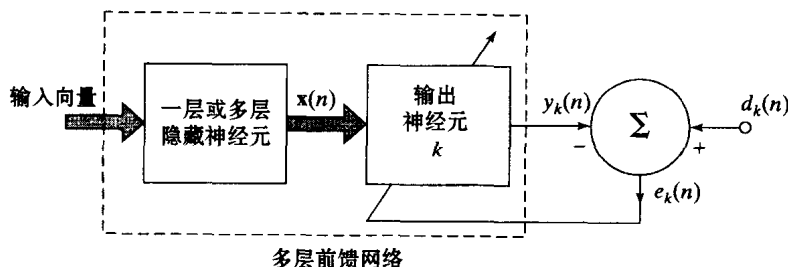 输入向量
一层或多层
隐藏神经元
x(n)
输出
神经元
k
yₖ(n)
−
Σ
+
dₖ(n)
eₖ(n)
多层前馈网络